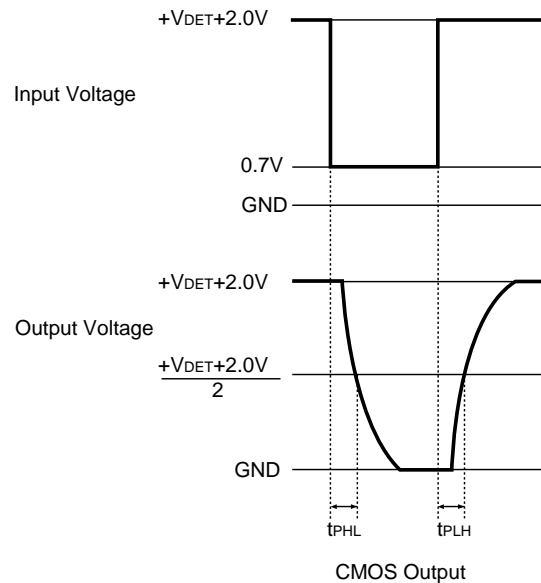 +VDET+2.0V
Input Voltage
0.7V
GND
+VDET+2.0V
Output Voltage
+VDET+2.0V
2
GND
tPHL
tPLH
CMOS Output